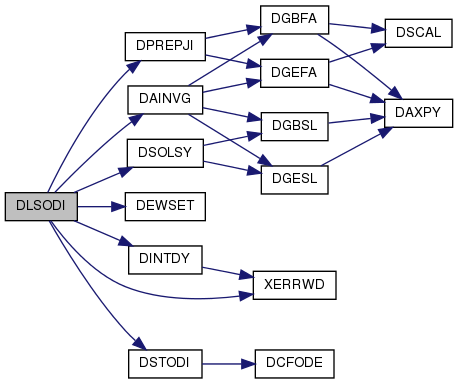 DGBFA
DSCAL
DPREPJI
DGEFA
DAINVG
DAXPY
DGBSL
DSOLSY
DGESL
DLSODI
DEWSET
DINTDY
XERRWD
DSTODI
DCFODE